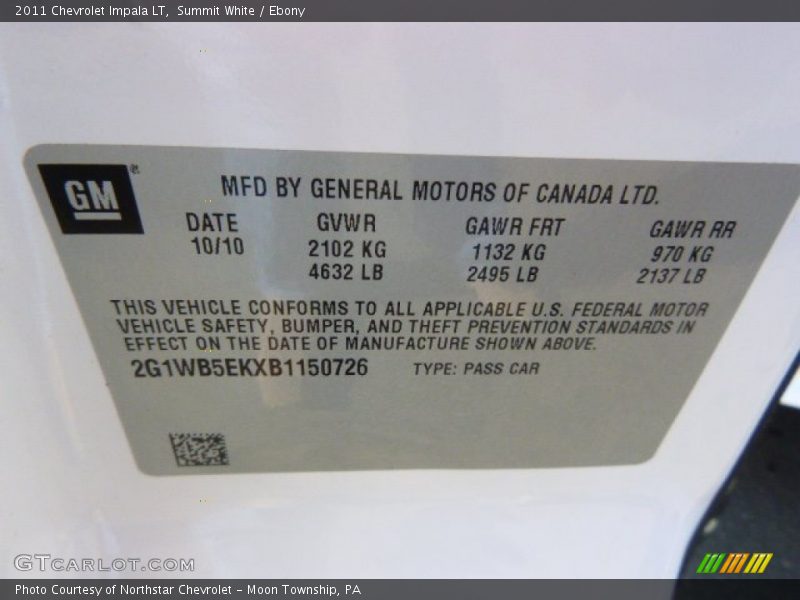 2011 Chevrolet Impala LT, Summit White / Ebony
GM
MFD BY GENERAL MOTORS OF CANADA LTD.
DATE GVWR GAWR FRT GAWR RR
10/10 2102 KG 1132 KG 970 KG
4632 LB 2495 LB 2137 LB
THIS VEHICLE CONFORMS TO ALL APPLICABLE U.S. FEDERAL MOTOR
VEHICLE SAFETY, BUMPER, AND THEFT PREVENTION STANDARDS IN
EFFECT ON THE DATE OF MANUFACTURE SHOWN ABOVE.
2G1WB5EKXB1150726 TYPE: PASS CAR
GTCARLOT.COM
Photo Courtesy of Northstar Chevrolet - Moon Township, PA